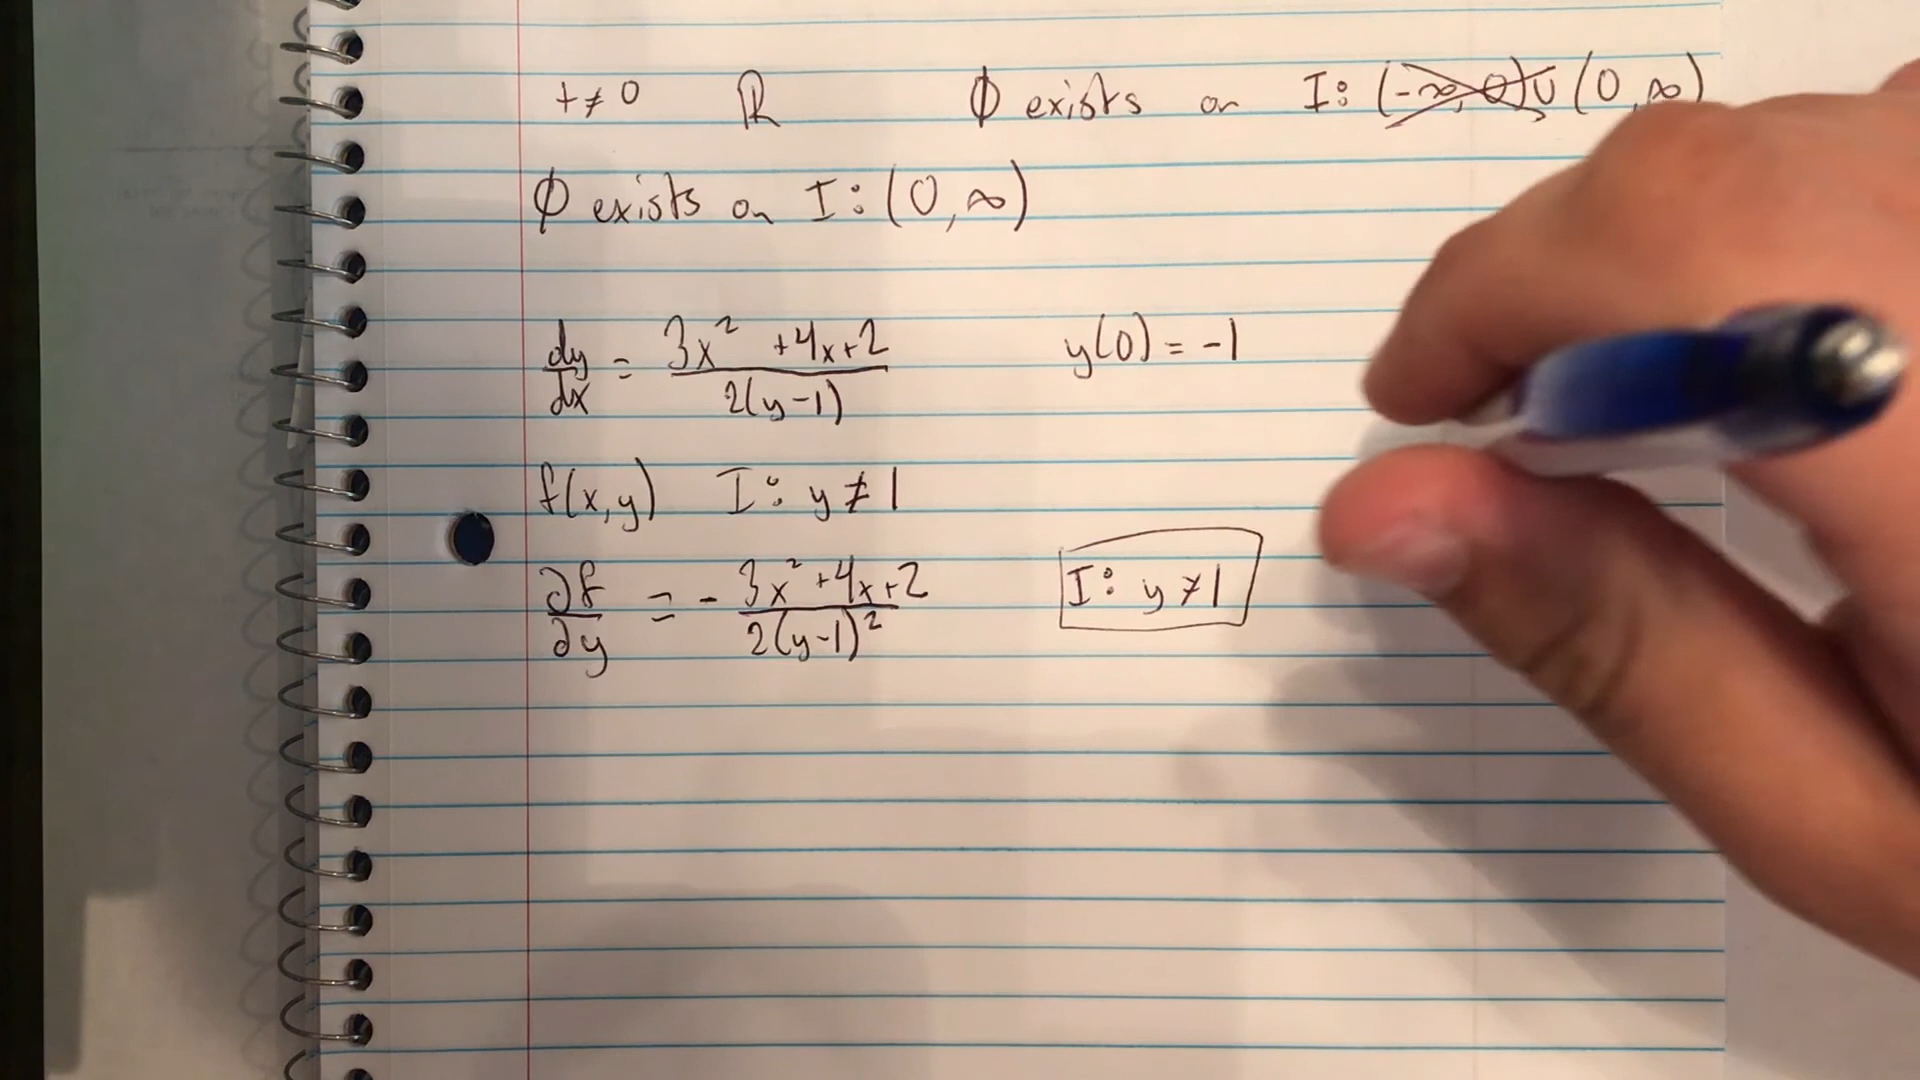 t ≠ 0 ℝ ϕ exists on I: (-∞, 0) ∪ (0, ∞)
ϕ exists on I: (0, ∞)
dy/dx = (3x² + 4x + 2)/(2(y-1)) y(0) = -1
f(x,y) I: y ≠ 1
∂f/∂y = - (3x² + 4x + 2)/(2(y-1)²) I: y ≠ 1